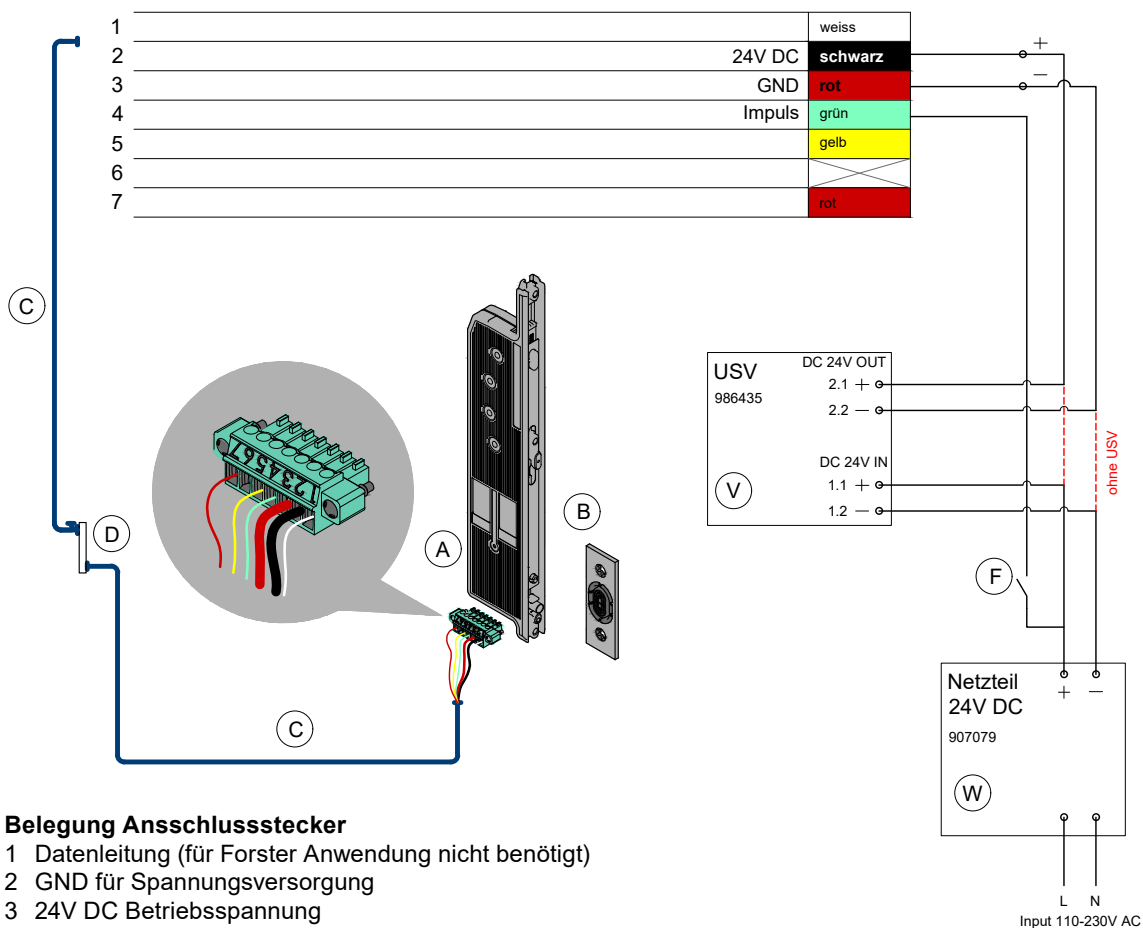 1 weiss
2 24V DC schwarz +
3 GND rot −
4 Impuls grün
5 gelb
6
7 rot
C
USV
986435
DC 24V OUT
2.1 +
2.2 −
DC 24V IN
1.1 +
1.2 −
V
ohne USV
1234567
D
A
B
F
C
Netzteil
24V DC
907079
+ −
W
L N
Input 110-230V AC
Belegung Ansschlussstecker
1 Datenleitung (für Forster Anwendung nicht benötigt)
2 GND für Spannungsversorgung
3 24V DC Betriebsspannung